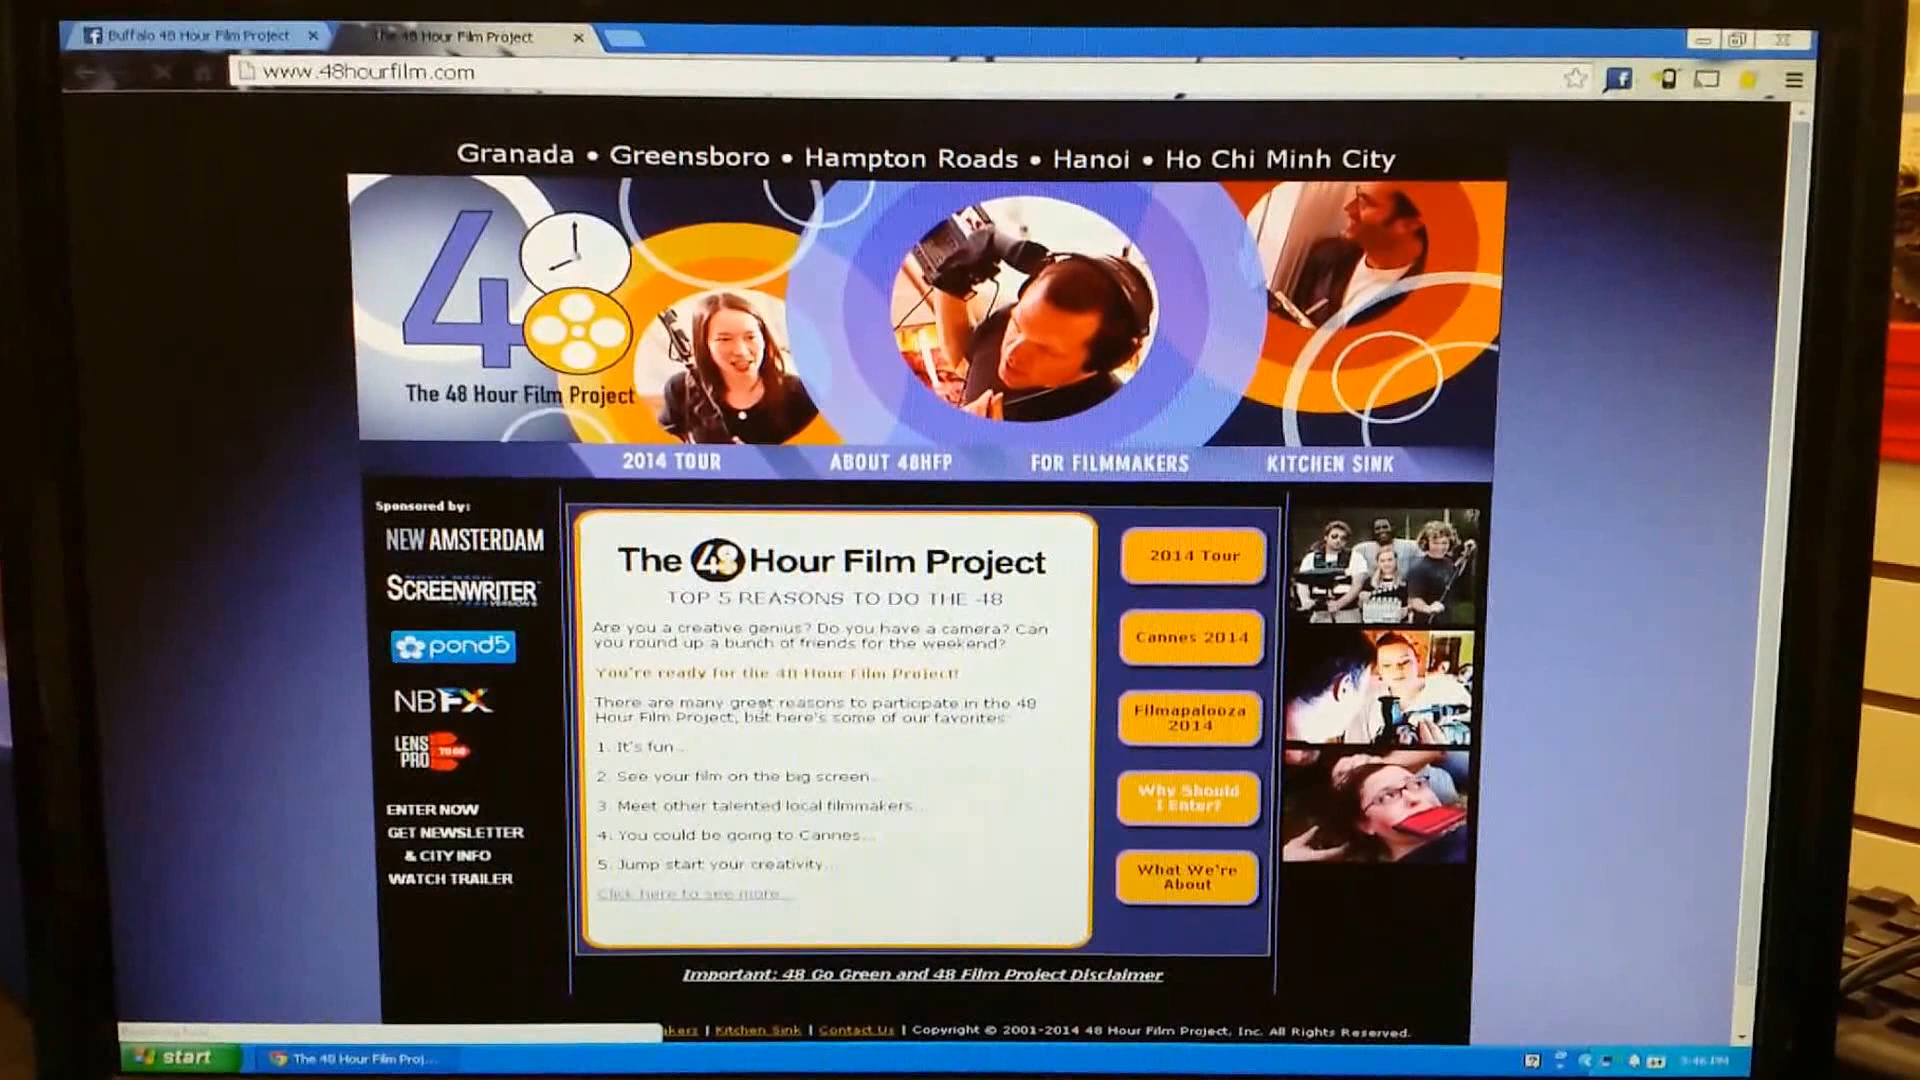 Buffalo 48 Hour Film Project
The 48 Hour Film Project
www.48hourfilm.com
Granada • Greensboro • Hampton Roads • Hanoi • Ho Chi Minh City
48
The 48 Hour Film Project
2014 TOUR
ABOUT 48HFP
FOR FILMMAKERS
KITCHEN SINK
Sponsored by:
NEW AMSTERDAM
SCREENWRITER
pond5
NBFX
LENS
PRO TO GO
ENTER NOW
GET NEWSLETTER
& CITY INFO
WATCH TRAILER
The 48 Hour Film Project
TOP 5 REASONS TO DO THE 48
Are you a creative genius? Do you have a camera? Can
you round up a bunch of friends for the weekend?
You're ready for the 48 Hour Film Project!
There are many great reasons to participate in the 48
Hour Film Project, but here's some of our favorites
1. It's fun...
2. See your film on the big screen...
3. Meet other talented local filmmakers...
4. You could be going to Cannes...
5. Jump start your creativity...
Click here to see more...
2014 Tour
Cannes 2014
Filmapalooza
2014
Why Should
I Enter?
What We're
About
Important: 48 Go Green and 48 Film Project Disclaimer
akers | Kitchen Sink | Contact Us | Copyright © 2001-2014 48 Hour Film Project, Inc. All Rights Reserved.
start
The 48 Hour Film Proj...
3:46 PM